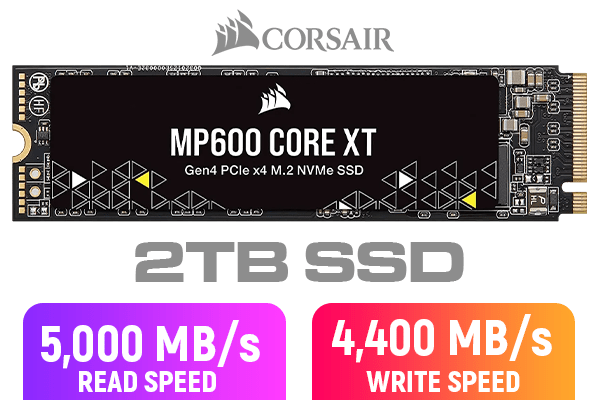 CORSAIR
HF
MP600 CORE XT
Gen4 PCIe x4 M.2 NVMe SSD
2TB SSD
5,000 MB/s
READ SPEED
4,400 MB/s
WRITE SPEED